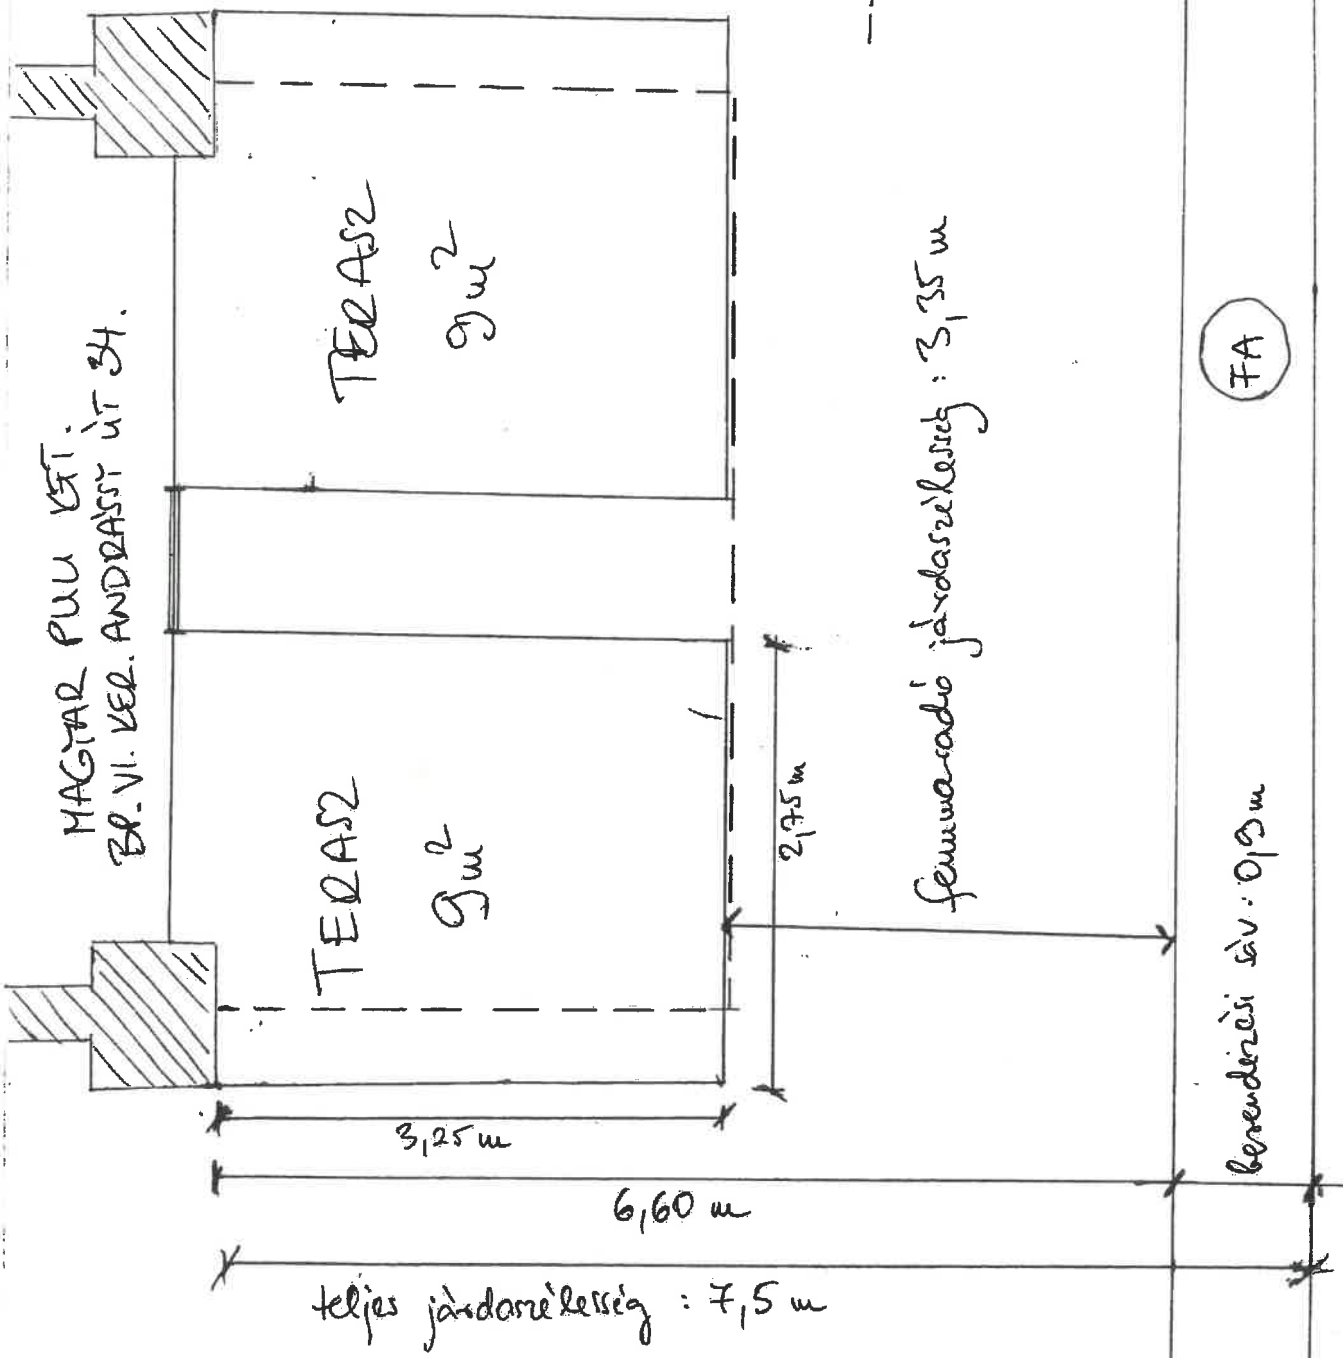 MAGYAR PULI KFT.
BP. VI. KER. ANDRÁSSY ÚT 34.
TERASZ
9 m²
TERASZ
9 m²
2,75 m
fennmaradó járdaszélesség : 3,35 m
FA
berendezési sáv : 0,9 m
3,25 m
6,60 m
teljes járdaszélesség : 7,5 m